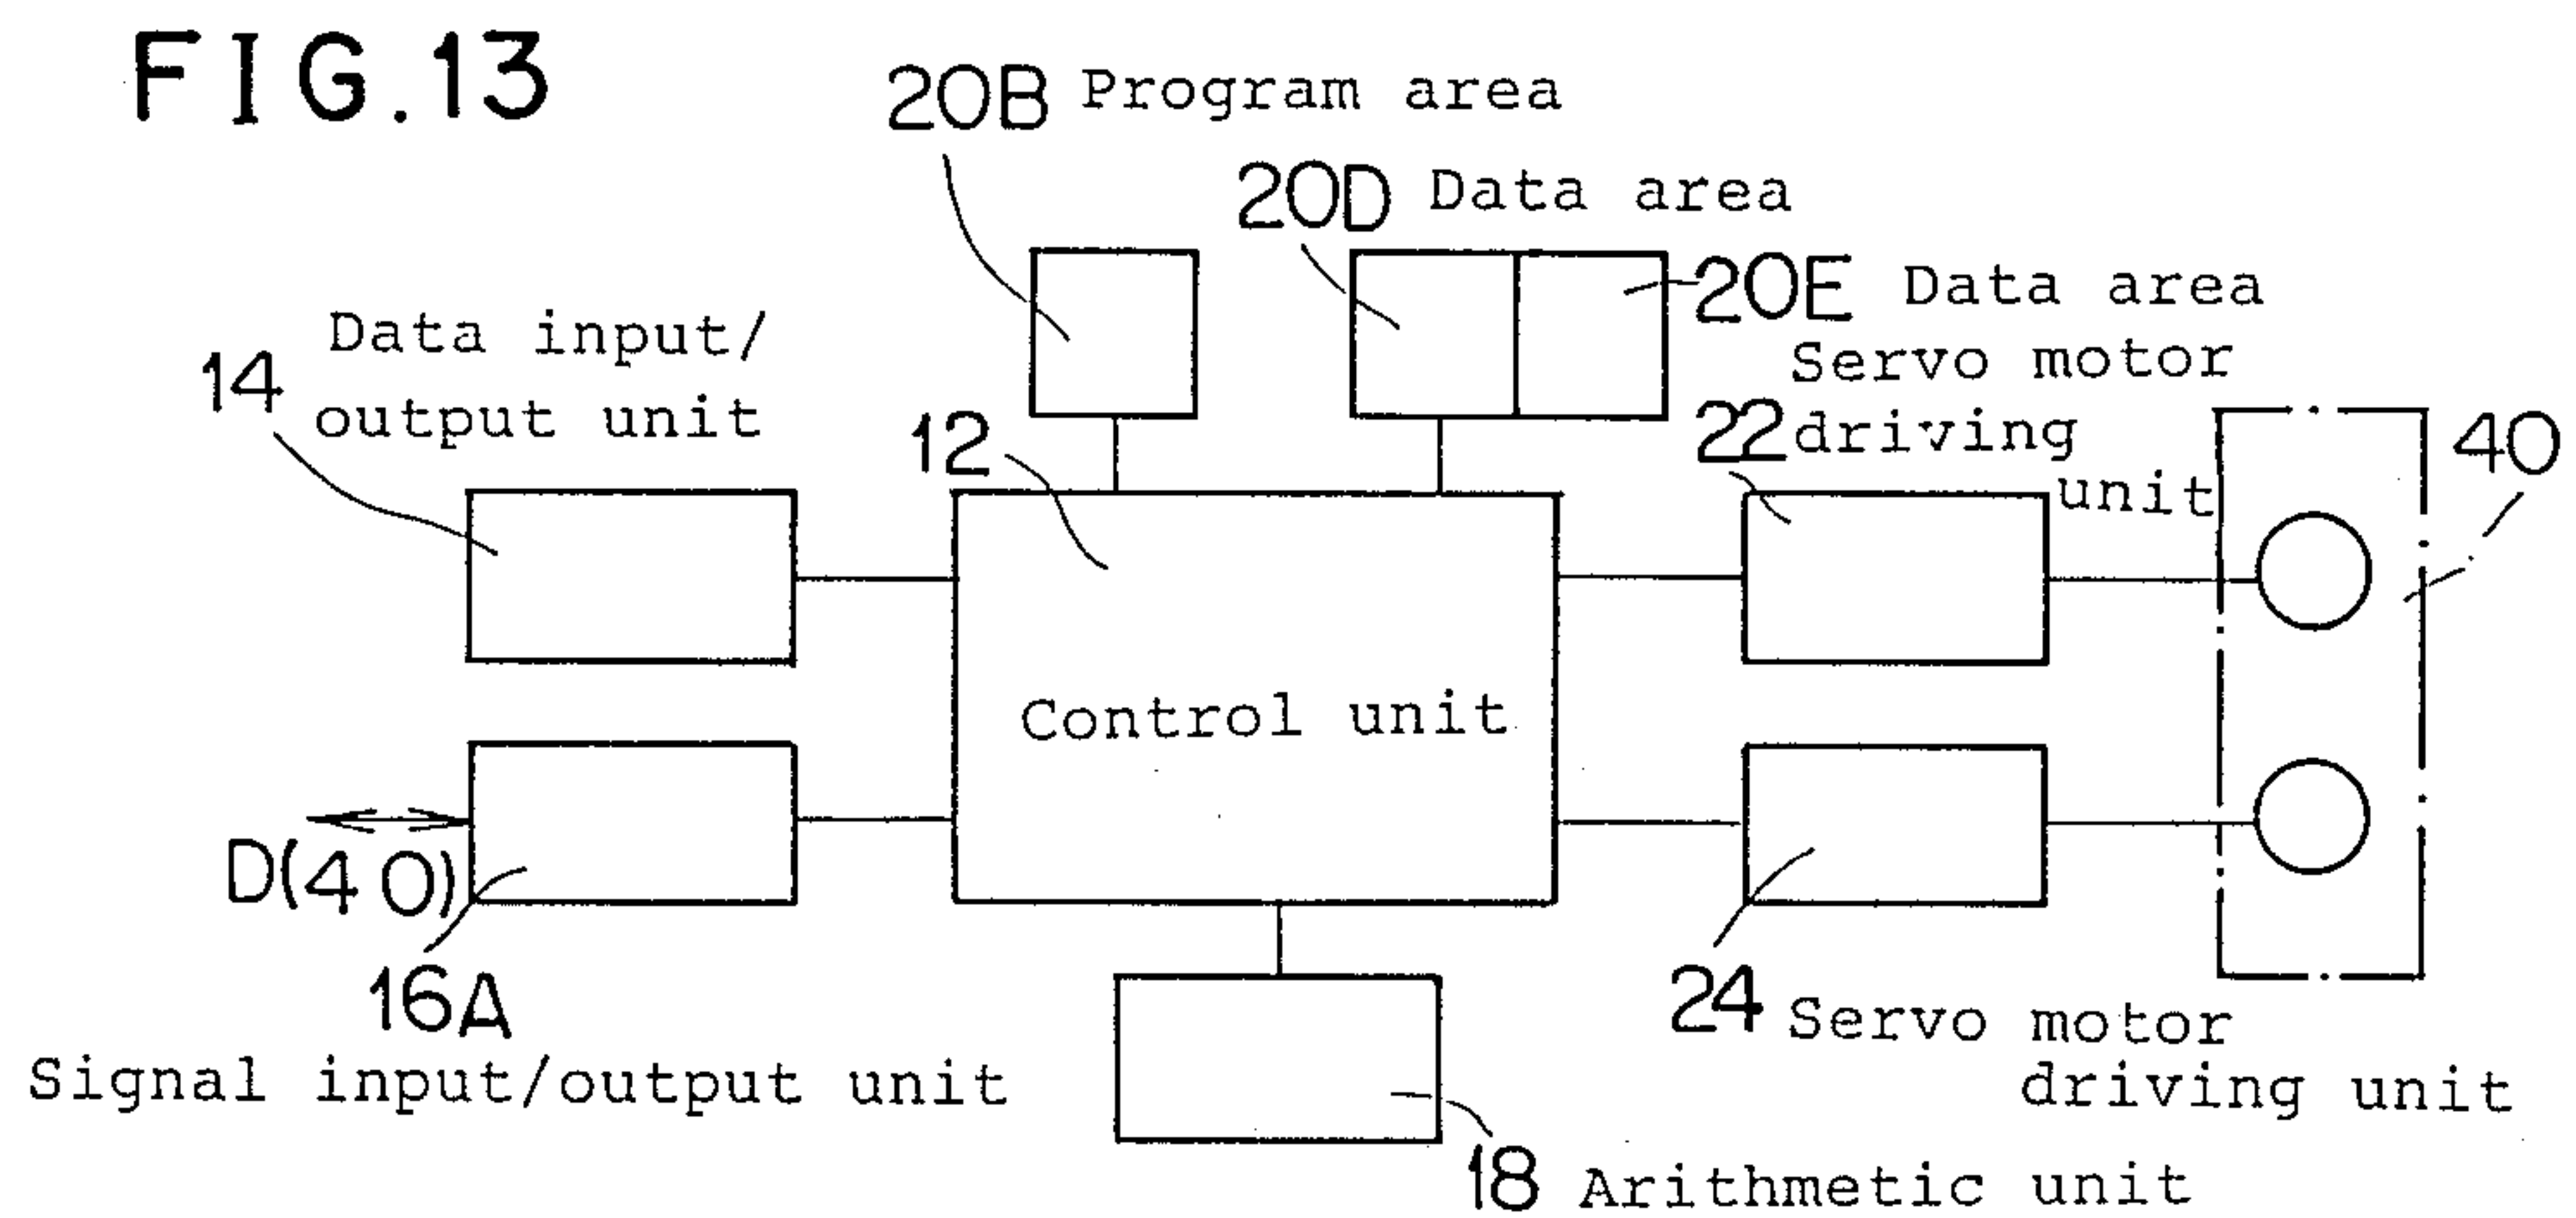 FIG.13
20B Program area
20D Data area
20E Data area
Data input/
14 output unit
Servo motor
22 driving
unit
12
40
Control unit
D(40)
16A
Signal input/output unit
24 Servo motor
driving unit
18 Arithmetic unit